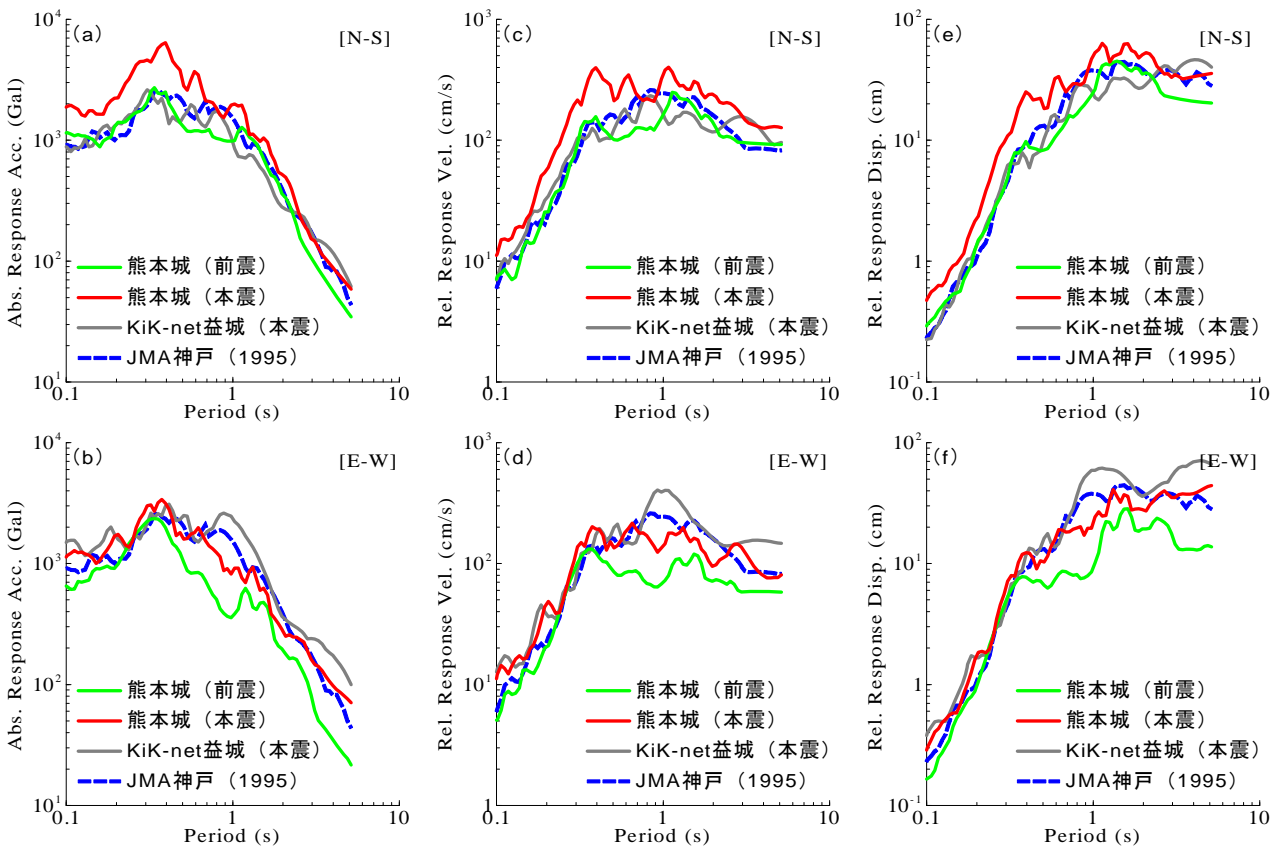 (a)
[N-S]
Abs. Response Acc. (Gal)
10⁴
10³
10²
10¹
熊本城（前震）
熊本城（本震）
KiK-net益城（本震）
JMA神戸（1995）
0.1
1
10
Period (s)
(c)
[N-S]
Rel. Response Vel. (cm/s)
10³
10²
10¹
1
熊本城（前震）
熊本城（本震）
KiK-net益城（本震）
JMA神戸（1995）
0.1
1
10
Period (s)
(e)
[N-S]
Rel. Response Disp. (cm)
10²
10¹
1
10⁻¹
熊本城（前震）
熊本城（本震）
KiK-net益城（本震）
JMA神戸（1995）
0.1
1
10
Period (s)
(b)
[E-W]
Abs. Response Acc. (Gal)
10⁴
10³
10²
10¹
熊本城（前震）
熊本城（本震）
KiK-net益城（本震）
JMA神戸（1995）
0.1
1
10
Period (s)
(d)
[E-W]
Rel. Response Vel. (cm/s)
10³
10²
10¹
1
熊本城（前震）
熊本城（本震）
KiK-net益城（本震）
JMA神戸（1995）
0.1
1
10
Period (s)
(f)
[E-W]
Rel. Response Disp. (cm)
10²
10¹
1
10⁻¹
熊本城（前震）
熊本城（本震）
KiK-net益城（本震）
JMA神戸（1995）
0.1
1
10
Period (s)